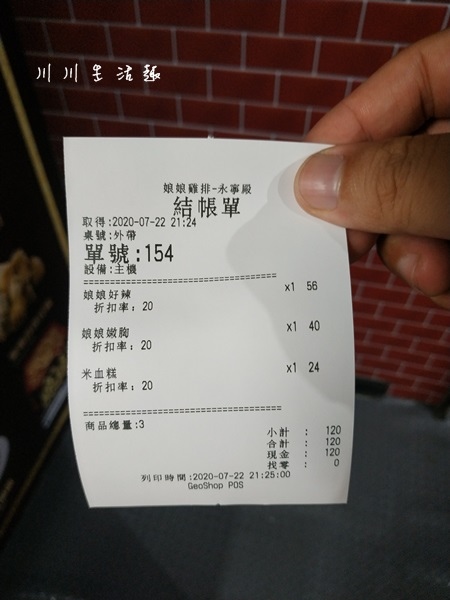 川川生活趣
娘娘雞排-永寧殿
結帳單
取得:2020-07-22 21:24
桌號:外帶
單號:154
設備:主機
娘娘好辣 x1 56
折扣率: 20
娘娘嫩胸 x1 40
折扣率: 20
米血糕 x1 24
折扣率: 20
商品總量:3
小計 : 120
合計 : 120
現金 : 120
找零 : 0
列印時間:2020-07-22 21:25:00
GeoShop POS